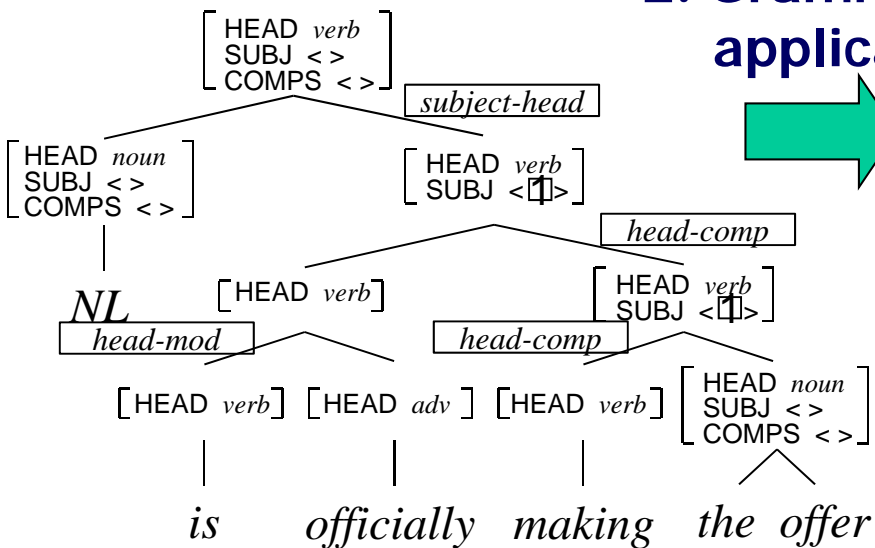 applica
HEAD verb
SUBJ < >
COMPS < >
subject-head
HEAD noun
SUBJ < >
COMPS < >
HEAD verb
SUBJ < 1 >
head-comp
NL
HEAD verb
HEAD verb
SUBJ < 1 >
head-mod
head-comp
HEAD verb
HEAD adv
HEAD verb
HEAD noun
SUBJ < >
COMPS < >
is officially making the offer